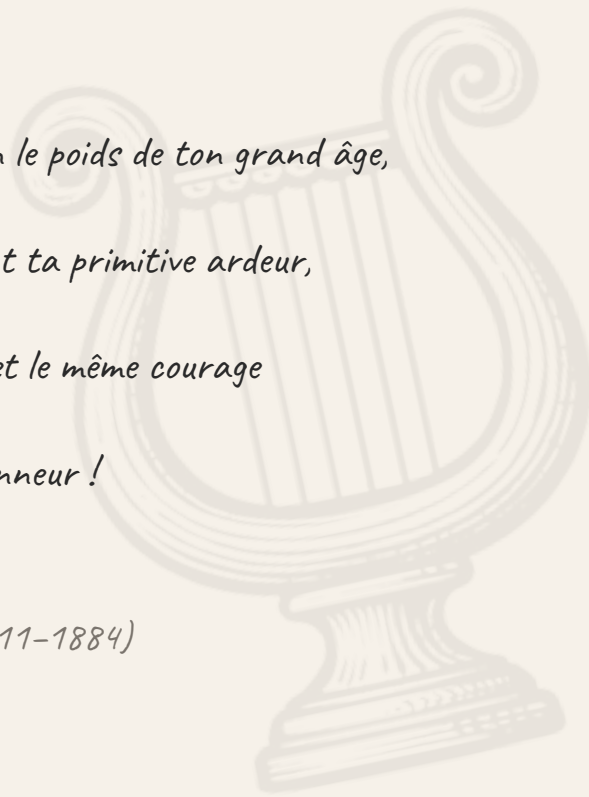 le poids de ton grand âge,
t ta primitive ardeur,
et le même courage
nneur !
11–1884)